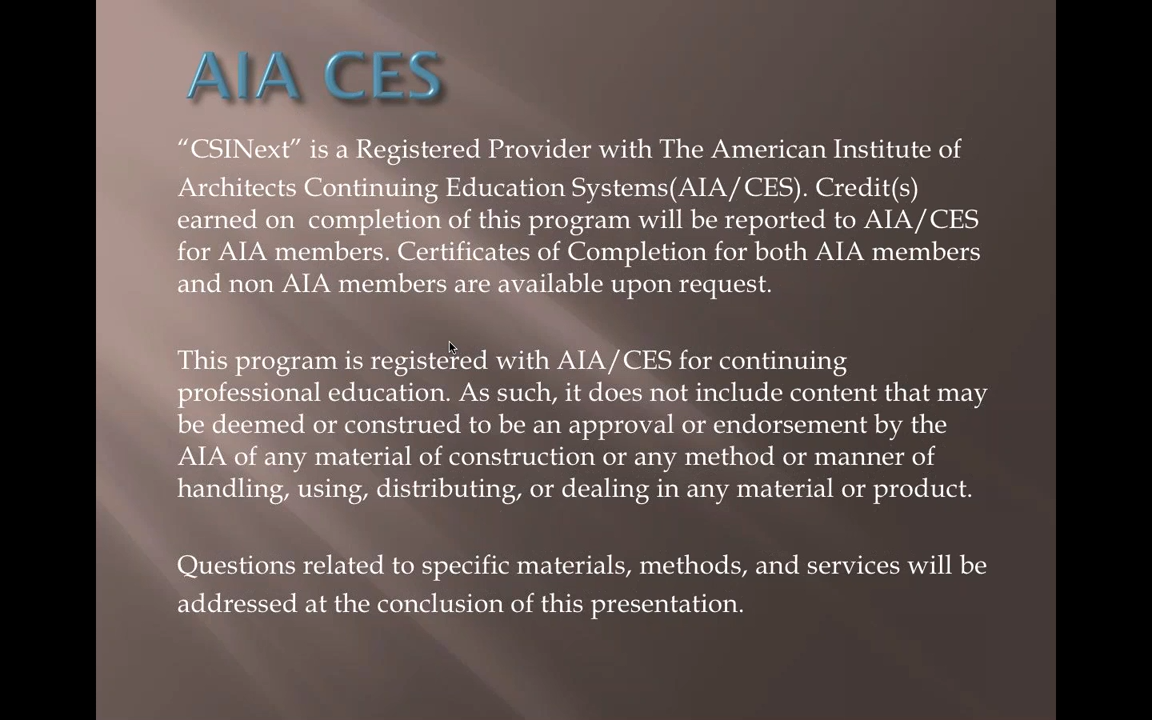 AIA CES
“CSINext” is a Registered Provider with The American Institute of
Architects Continuing Education Systems(AIA/CES). Credit(s)
earned on  completion of this program will be reported to AIA/CES
for AIA members. Certificates of Completion for both AIA members
and non AIA members are available upon request.
This program is registered with AIA/CES for continuing
professional education. As such, it does not include content that may
be deemed or construed to be an approval or endorsement by the
AIA of any material of construction or any method or manner of
handling, using, distributing, or dealing in any material or product.
Questions related to specific materials, methods, and services will be
addressed at the conclusion of this presentation.